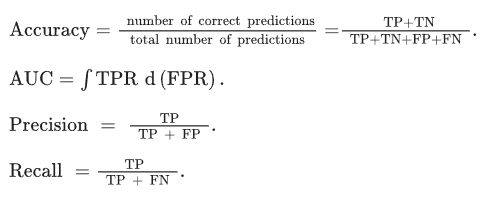 Accuracy = number of correct predictions / total number of predictions = TP+TN / TP+TN+FP+FN .
AUC = ∫ TPR d (FPR) .
Precision = TP / TP + FP .
Recall = TP / TP + FN .